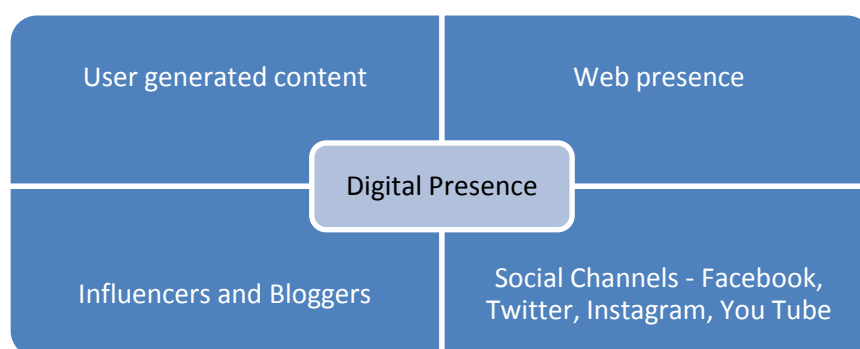 User generated content
Web presence
Digital Presence
Influencers and Bloggers
Social Channels - Facebook,
Twitter, Instagram, You Tube